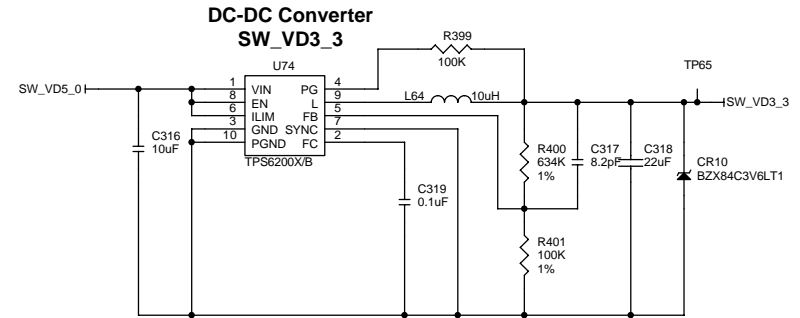 DC-DC Converter
SW_VD3_3
R399
100K
TP65
U74
SW_VD5_0
1
VIN
PG
4
8
EN
L
9
L64
10uH
SW_VD3_3
6
ILIM
FB
5
3
GND
SYNC
7
10
PGND
FC
2
TPS6200X/B
C316
10uF
R400
634K
1%
C317
8.2pF
C318
22uF
CR10
BZX84C3V6LT1
C319
0.1uF
R401
100K
1%